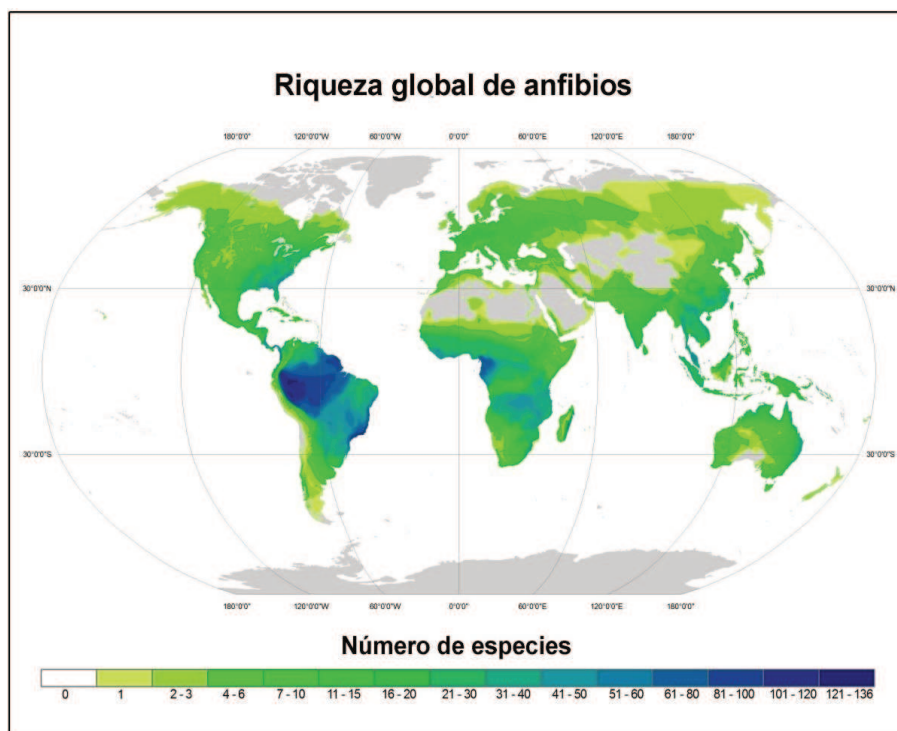 Riqueza global de anfibios
180°0'0" 120°0'0"W 60°0'0"W 0°0'0" 60°0'0"E 120°0'0"E 180°0'0"
30°0'0"N 30°0'0"N
30°0'0"S 30°0'0"S
180°0'0" 120°0'0"W 60°0'0"W 0°0'0" 60°0'0"E 120°0'0"E 180°0'0"
Número de especies
0 1 2 - 3 4 - 6 7 - 10 11 - 15 16 - 20 21 - 30 31 - 40 41 - 50 51 - 60 61 - 80 81 - 100 101 - 120 121 - 136